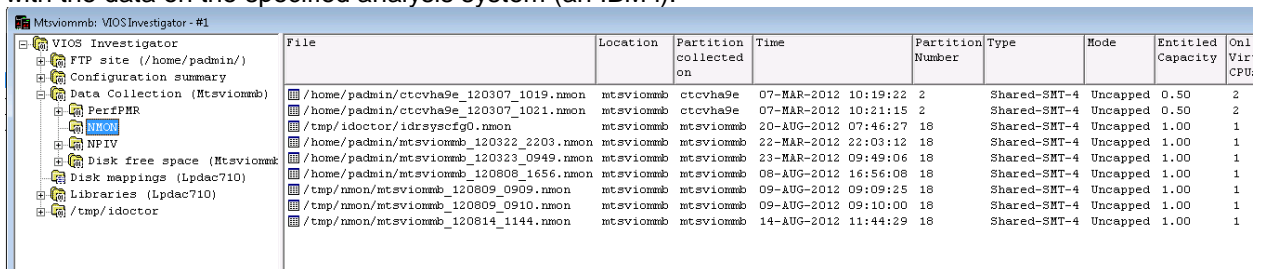 with the data on the specified analysis system (an IBM i).
Mtsviommb: VIOS Investigator - #1
VIOS Investigator
FTP site (/home/padmin/)
Configuration summary
Data Collection (Mtsviommb)
PerfPMR
NMON
NPIV
Disk free space (Mtsviommb
Disk mappings (Lpdac710)
Libraries (Lpdac710)
/tmp/idoctor
File Location Partition collected on Time Partition Number Type Mode Entitled Capacity Onl Vir CPU:
/home/padmin/ctcvha9e_120307_1019.nmon mtsviommb ctcvha9e 07-MAR-2012 10:19:22 2 Shared-SMT-4 Uncapped 0.50 2
/home/padmin/ctcvha9e_120307_1021.nmon mtsviommb ctcvha9e 07-MAR-2012 10:21:15 2 Shared-SMT-4 Uncapped 0.50 2
/tmp/idoctor/idrsyscfg0.nmon mtsviommb mtsviommb 20-AUG-2012 07:46:27 18 Shared-SMT-4 Uncapped 1.00 1
/home/padmin/mtsviommb_120322_2203.nmon mtsviommb mtsviommb 22-MAR-2012 22:03:12 18 Shared-SMT-4 Uncapped 1.00 1
/home/padmin/mtsviommb_120323_0949.nmon mtsviommb mtsviommb 23-MAR-2012 09:49:06 18 Shared-SMT-4 Uncapped 1.00 1
/home/padmin/mtsviommb_120808_1656.nmon mtsviommb mtsviommb 08-AUG-2012 16:56:08 18 Shared-SMT-4 Uncapped 1.00 1
/tmp/nmon/mtsviommb_120809_0909.nmon mtsviommb mtsviommb 09-AUG-2012 09:09:25 18 Shared-SMT-4 Uncapped 1.00 1
/tmp/nmon/mtsviommb_120809_0910.nmon mtsviommb mtsviommb 09-AUG-2012 09:10:00 18 Shared-SMT-4 Uncapped 1.00 1
/tmp/nmon/mtsviommb_120814_1144.nmon mtsviommb mtsviommb 14-AUG-2012 11:44:29 18 Shared-SMT-4 Uncapped 1.00 1